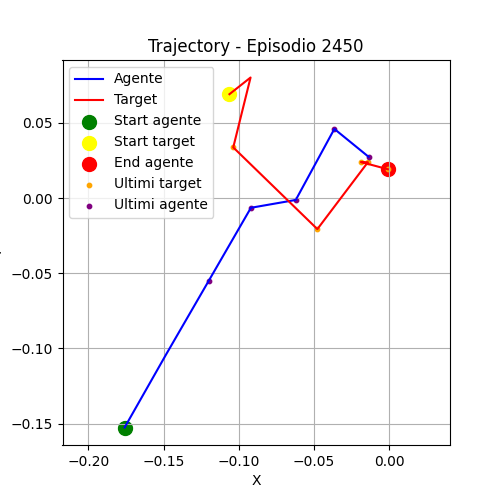 Trajectory - Episodio 2450
Agente
Target
Start agente
Start target
End agente
Ultimi target
Ultimi agente
0.05
0.00
−0.05
−0.10
−0.15
−0.20
−0.15
−0.10
−0.05
0.00
X